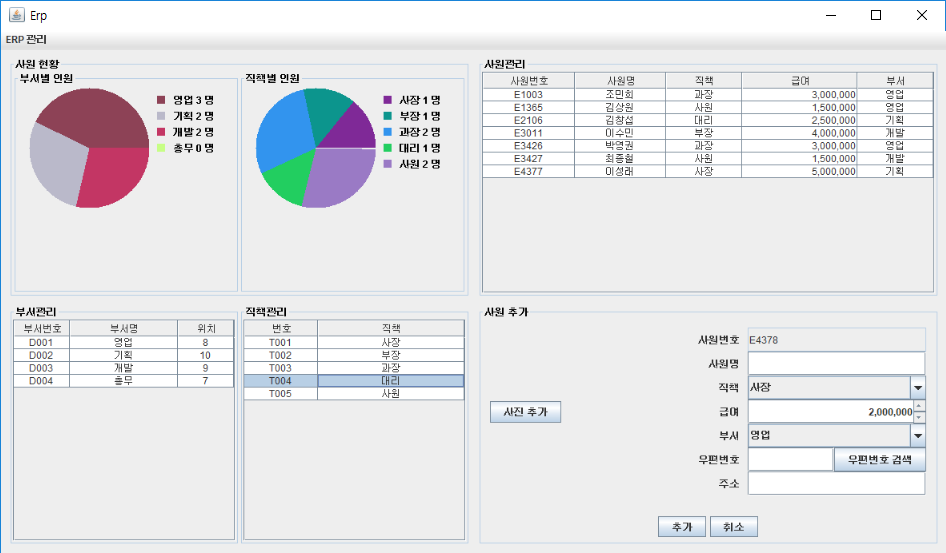 Erp
ERP 관리
사원 현황
부서별 인원
영업 3 명
기획 2 명
개발 2 명
총무 0 명
직책별 인원
사장 1 명
부장 1 명
과장 2 명
대리 1 명
사원 2 명
사원관리
사원번호 사원명 직책 급여 부서
E1003 조민희 과장 3,000,000 영업
E1365 김상원 사원 1,500,000 영업
E2106 김창섭 대리 2,500,000 기획
E3011 이수민 부장 4,000,000 개발
E3426 박영권 과장 3,000,000 영업
E3427 최종철 사원 1,500,000 개발
E4377 이성래 사장 5,000,000 기획
부서관리
부서번호 부서명 위치
D001 영업 8
D002 기획 10
D003 개발 9
D004 총무 7
직책관리
번호 직책
T001 사장
T002 부장
T003 과장
T004 대리
T005 사원
사원 추가
사진 추가
사원번호 E4378
사원명
직책 사장
급여 2,000,000
부서 영업
우편번호 우편번호 검색
주소
추가 취소